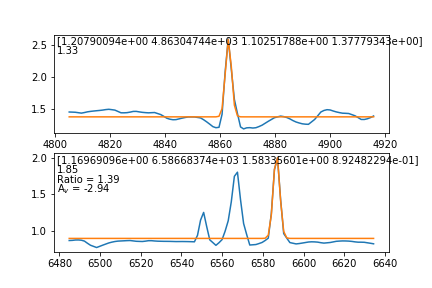 [1.20790094e+00 4.86304744e+03 1.10251788e+00 1.37779343e+00]
1.33
2.5
2.0
1.5
4800 4820 4840 4860 4880 4900 4920
[1.16969096e+00 6.58668374e+03 1.58335601e+00 8.92482294e-01]
1.85
Ratio = 1.39
Aᵥ = -2.94
2.0
1.5
1.0
6480 6500 6520 6540 6560 6580 6600 6620 6640